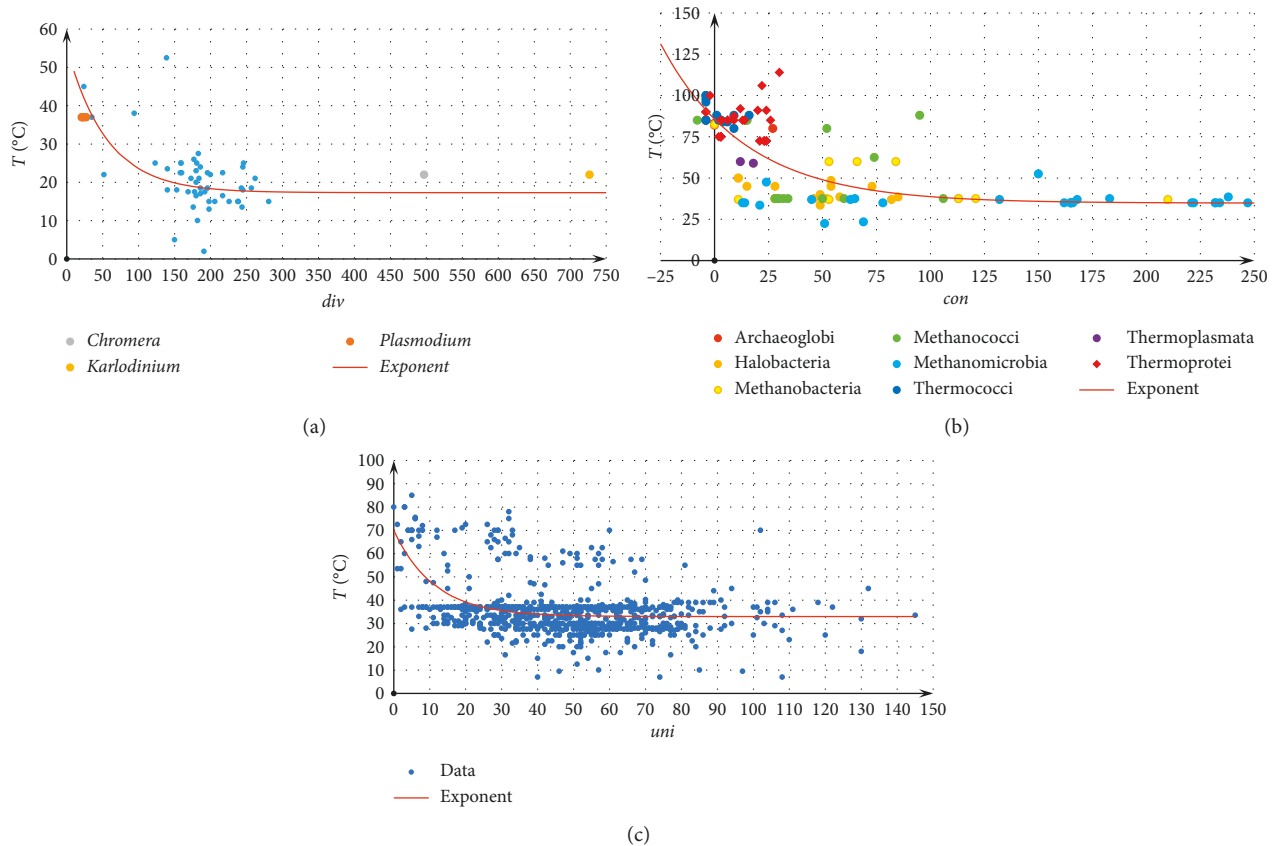 60
50
40
30
20
10
0
T (°C)
0 50 100 150 200 250 300 350 400 450 500 550 600 650 700 750
div
Chromera
Plasmodium
Karlodinium
Exponent
(a)
150
125
100
75
50
25
0
T (°C)
–25 0 25 50 75 100 125 150 175 200 225 250
con
Archaeoglobi
Methanococci
Thermoplasmata
Halobacteria
Methanomicrobia
Thermoprotei
Methanobacteria
Thermococci
Exponent
(b)
100
90
80
70
60
50
40
30
20
10
0
T (°C)
0 10 20 30 40 50 60 70 80 90 100 110 120 130 140 150
uni
Data
Exponent
(c)